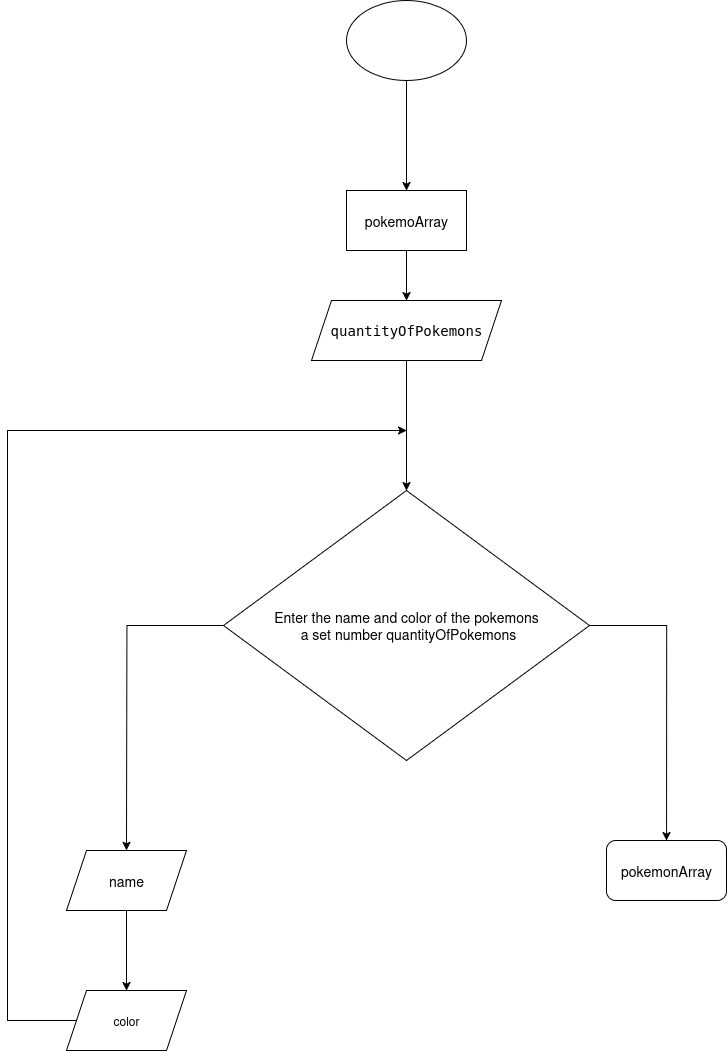 pokemoArray
quantityOfPokemons
Enter the name and color of the pokemons
a set number quantityOfPokemons
name
pokemonArray
color